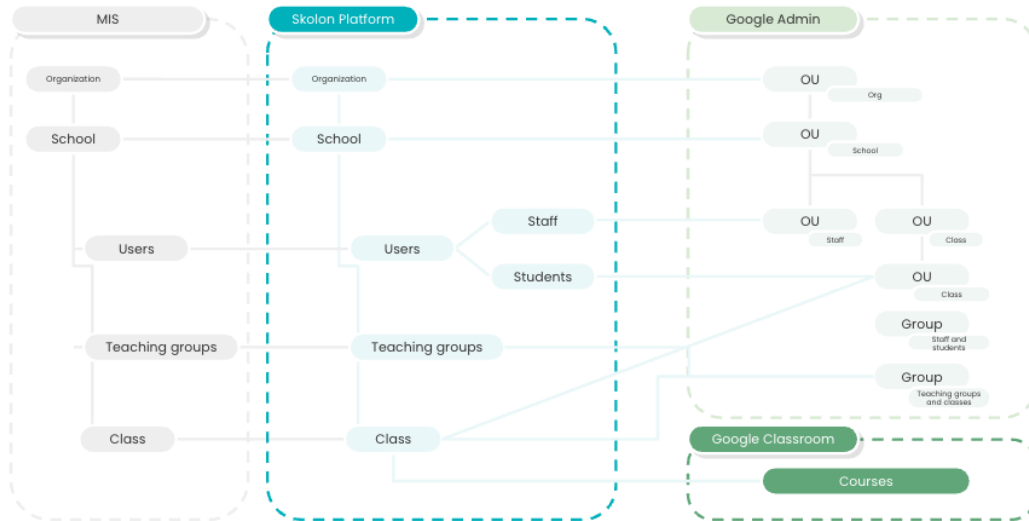 MIS
Skolon Platform
Google Admin
Organization
Organization
OU
Org
School
School
OU
School
Users
Users
Staff
Students
OU
Staff
OU
Class
OU
Class
Group
Staff and
students
Teaching groups
Teaching groups
Group
Teaching groups
and classes
Class
Class
Google Classroom
Courses